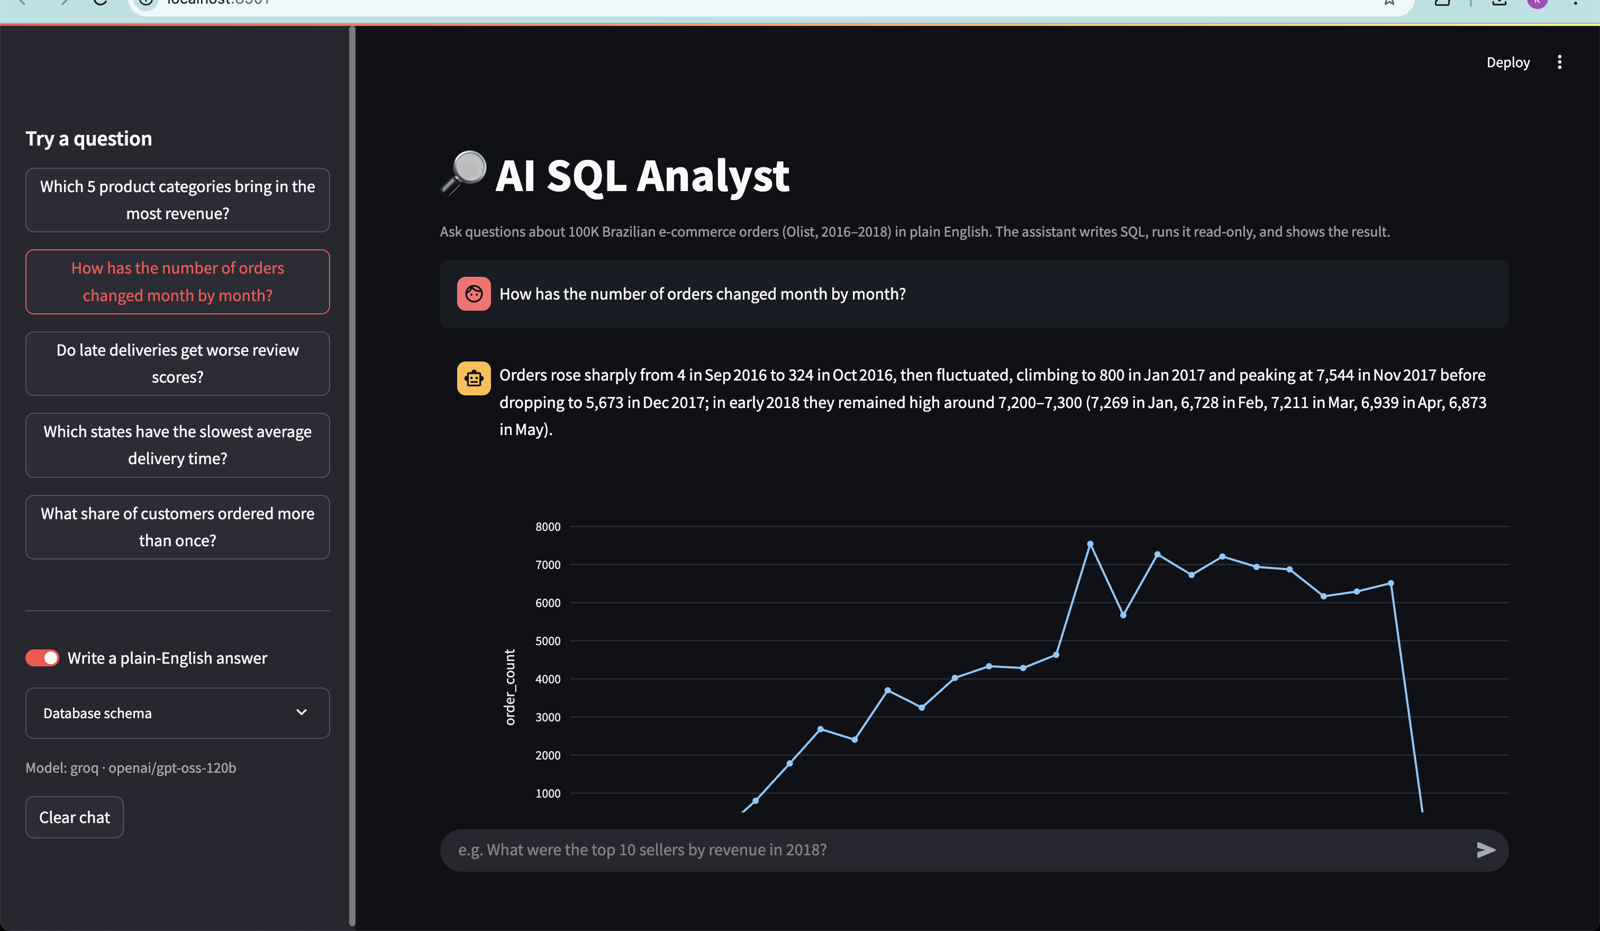 Deploy
Try a question
Which 5 product categories bring in the
most revenue?
How has the number of orders
changed month by month?
Do late deliveries get worse review
scores?
Which states have the slowest average
delivery time?
What share of customers ordered more
than once?
Write a plain-English answer
Database schema
Model: groq · openai/gpt-oss-120b
Clear chat
AI SQL Analyst
Ask questions about 100K Brazilian e-commerce orders (Olist, 2016–2018) in plain English. The assistant writes SQL, runs it read-only, and shows the result.
How has the number of orders changed month by month?
Orders rose sharply from 4 in Sep 2016 to 324 in Oct 2016, then fluctuated, climbing to 800 in Jan 2017 and peaking at 7,544 in Nov 2017 before
dropping to 5,673 in Dec 2017; in early 2018 they remained high around 7,200–7,300 (7,269 in Jan, 6,728 in Feb, 7,211 in Mar, 6,939 in Apr, 6,873
in May).
8000
7000
6000
5000
4000
3000
2000
1000
order_count
e.g. What were the top 10 sellers by revenue in 2018?